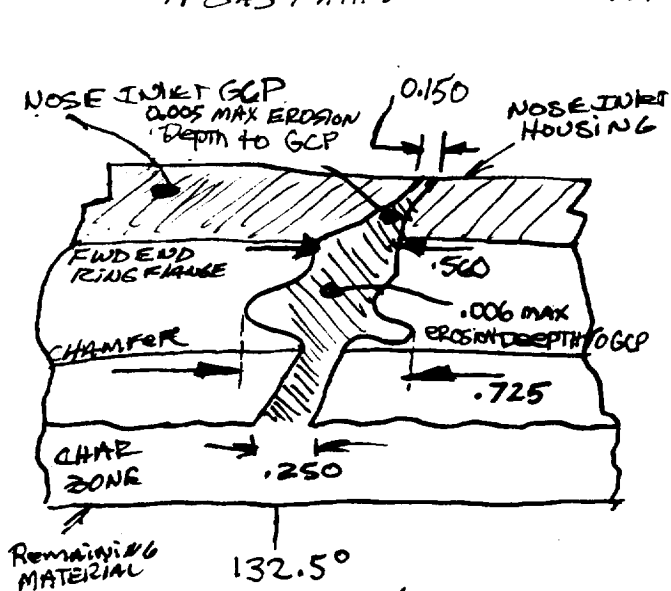 NOSE INLET GCP
0.005 MAX EROSION
Depth to GCP
0.150
NOSE INLET
HOUSING
FWD END
RING FLANGE
.560
.006 MAX
EROSION DEEPTH TO GCP
CHAMFER
.725
CHAR
ZONE
.250
Remaining
MATERIAL
132.5°